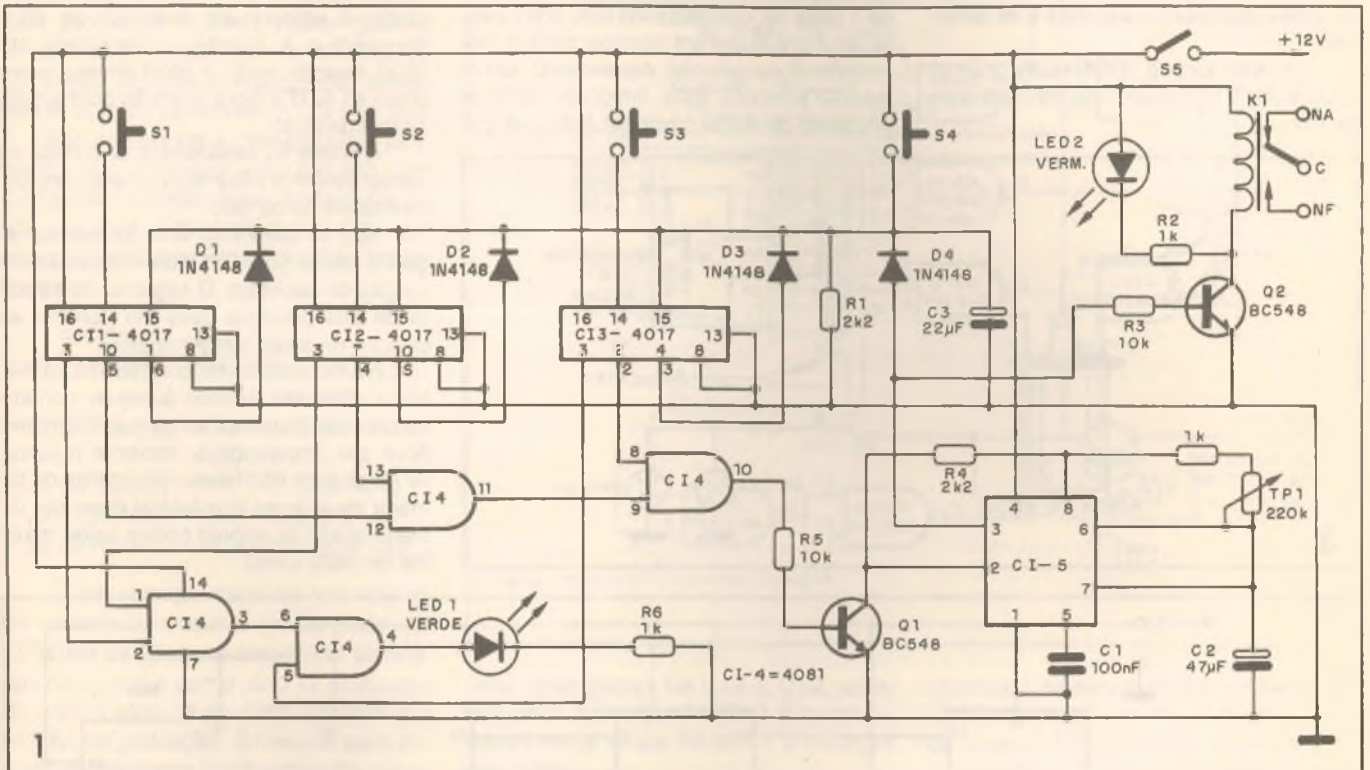 +12V
S5
S1
S2
S3
S4
K1
NA
C
NF
LED2
VERM.
R2
1k
Q2
BC548
R3
10k
D1
1N4148
D2
1N4148
D3
1N4148
R1
2k2
D4
1N4148
C3
22µF
16 14 15
CI1-4017
13
3 10 1 8
5 6
16 14 15
CI2-4017
13
3 7 10 8
4 5
16 14 15
CI3-4017
13
3 2 4 8
2 3
13
12
CI4
11
8
9
CI4
10
R4
2k2
1k
TP1
220k
4 8
3
6
2
7
CI-5
1
5
R5
10k
Q1
BC548
C1
100nF
C2
47µF
14
1
2
CI4
3
7
6
5
CI4
4
LED 1
VERDE
R6
1k
CI-4=4081
1